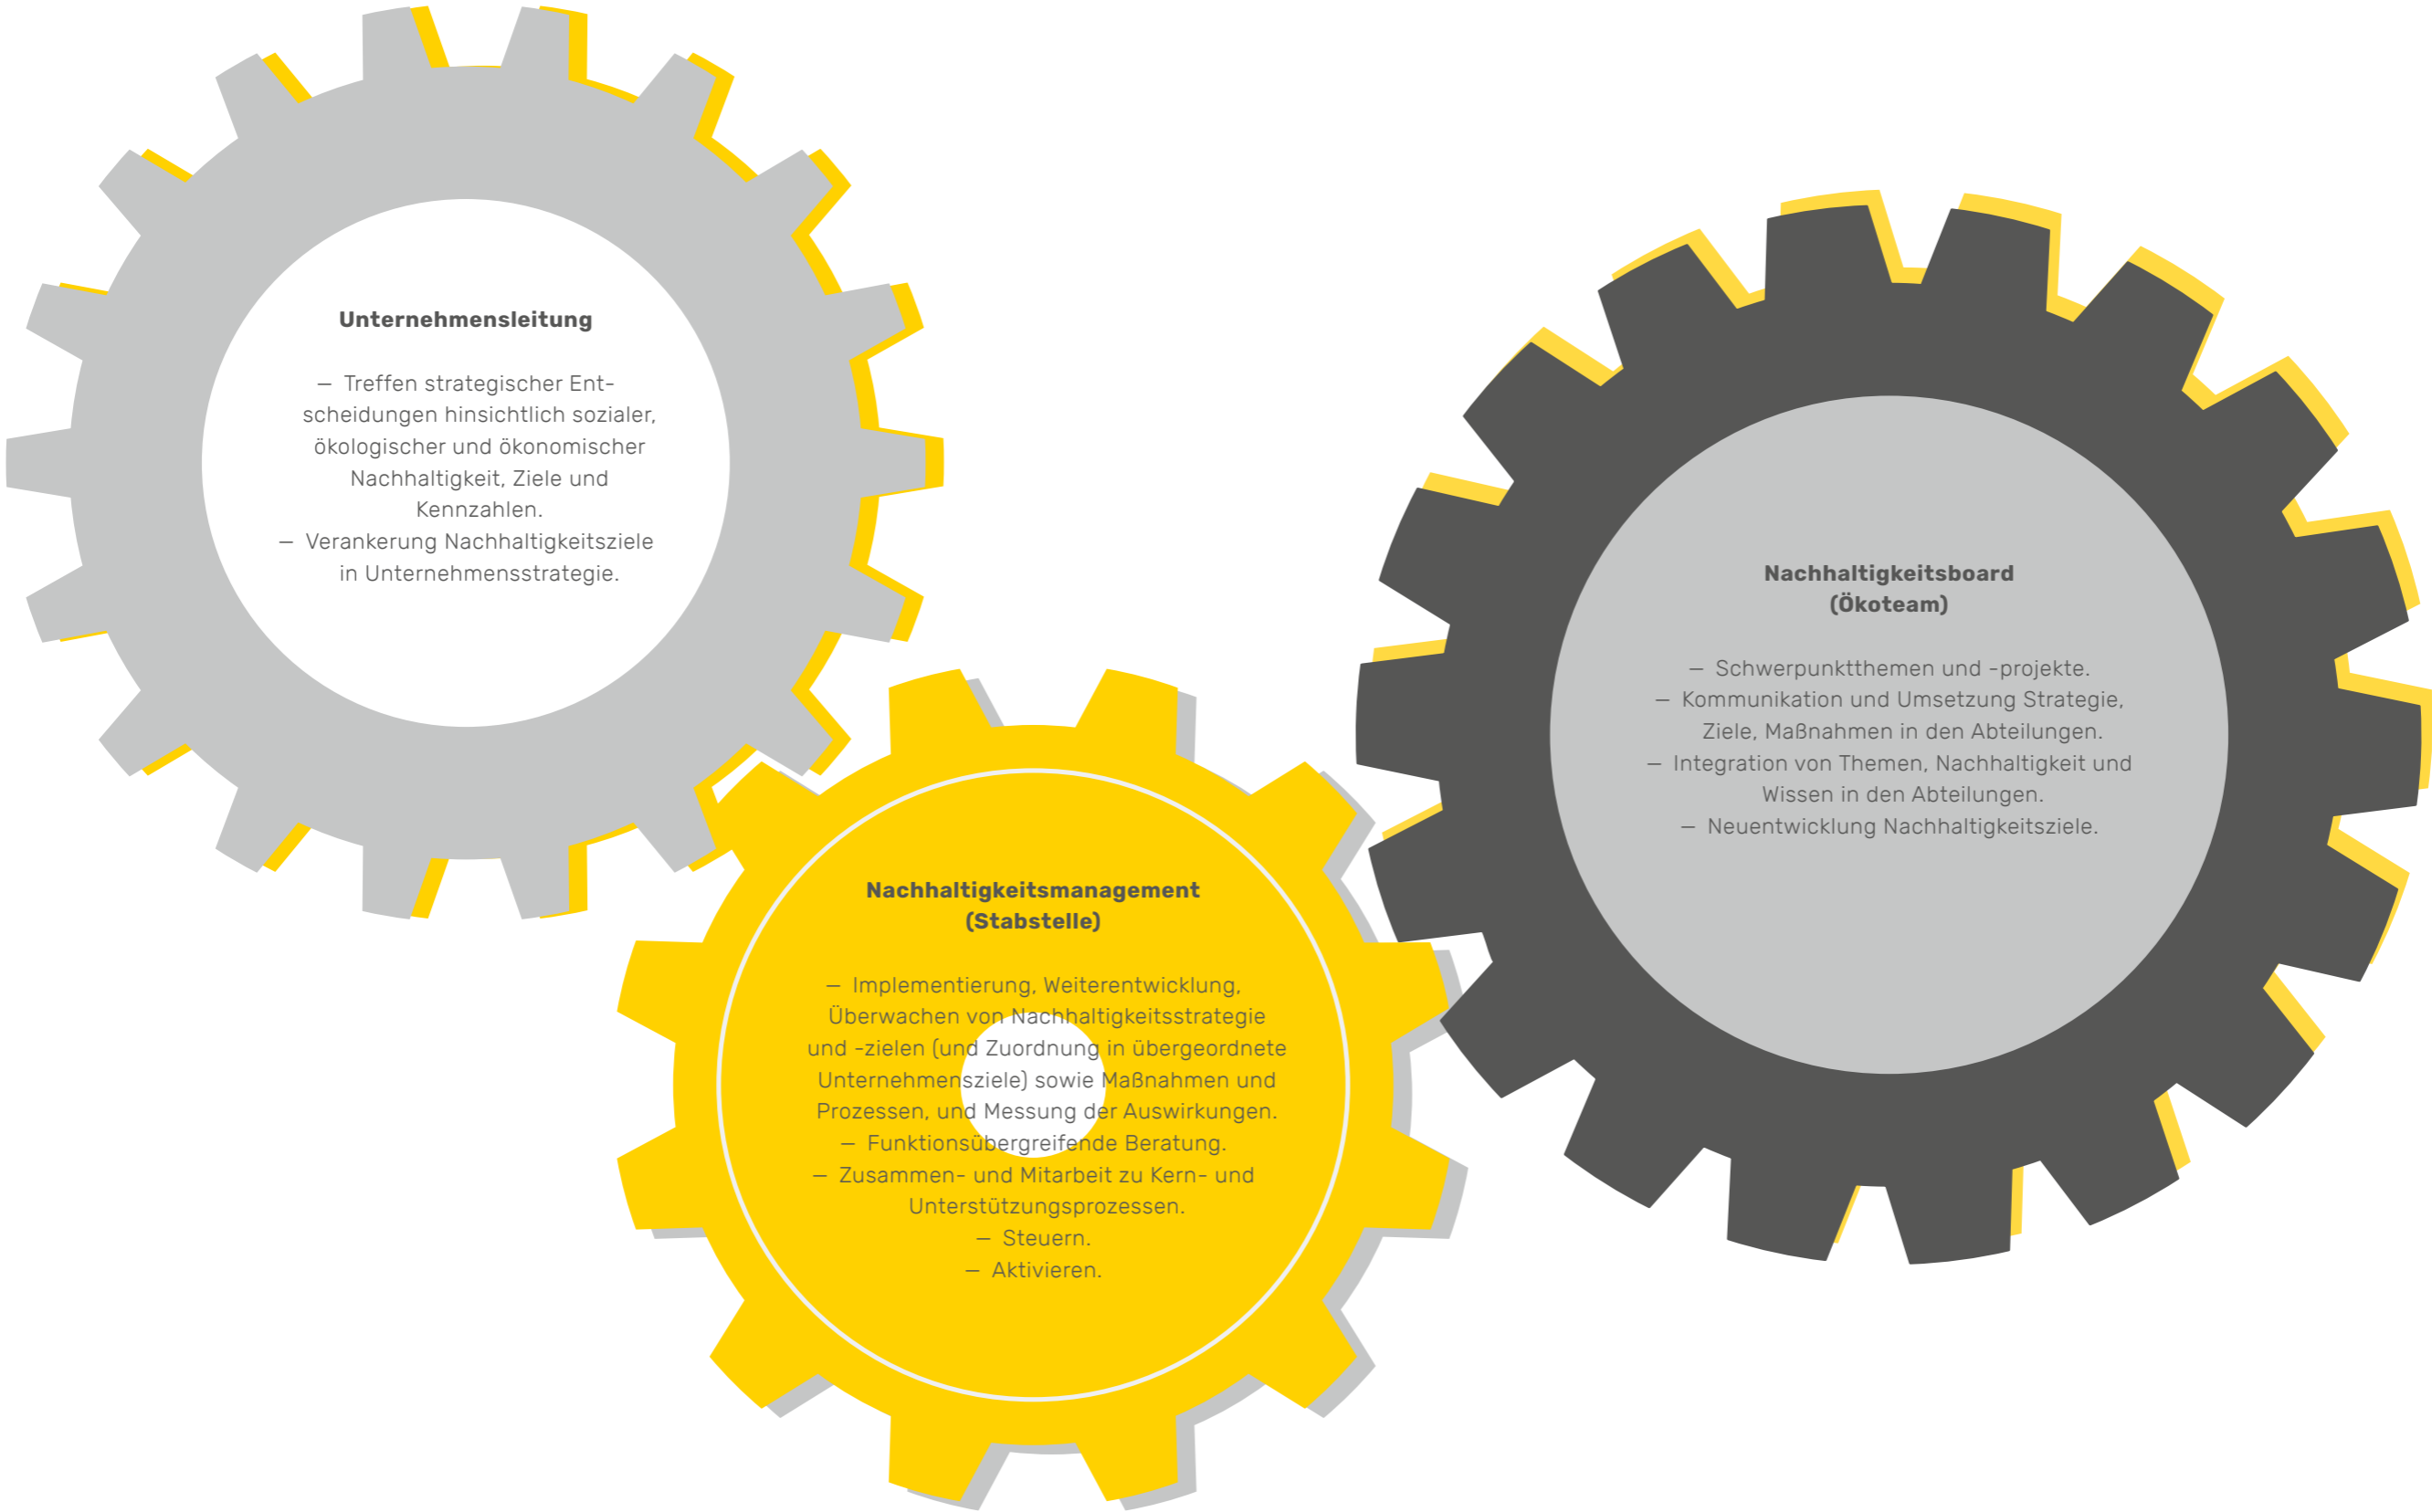 Unternehmensleitung
— Treffen strategischer Ent-
scheidungen hinsichtlich sozialer,
ökologischer und ökonomischer
Nachhaltigkeit, Ziele und
Kennzahlen.
— Verankerung Nachhaltigkeitsziele
in Unternehmensstrategie.
Nachhaltigkeitsmanagement
(Stabstelle)
— Implementierung, Weiterentwicklung,
Überwachen von Nachhaltigkeitsstrategie
und -zielen (und Zuordnung in übergeordnete
Unternehmensziele) sowie Maßnahmen und
Prozessen, und Messung der Auswirkungen.
— Funktionsübergreifende Beratung.
— Zusammen- und Mitarbeit zu Kern- und
Unterstützungsprozessen.
— Steuern.
— Aktivieren.
Nachhaltigkeitsboard
(Ökoteam)
— Schwerpunktthemen und -projekte.
— Kommunikation und Umsetzung Strategie,
Ziele, Maßnahmen in den Abteilungen.
— Integration von Themen, Nachhaltigkeit und
Wissen in den Abteilungen.
— Neuentwicklung Nachhaltigkeitsziele.